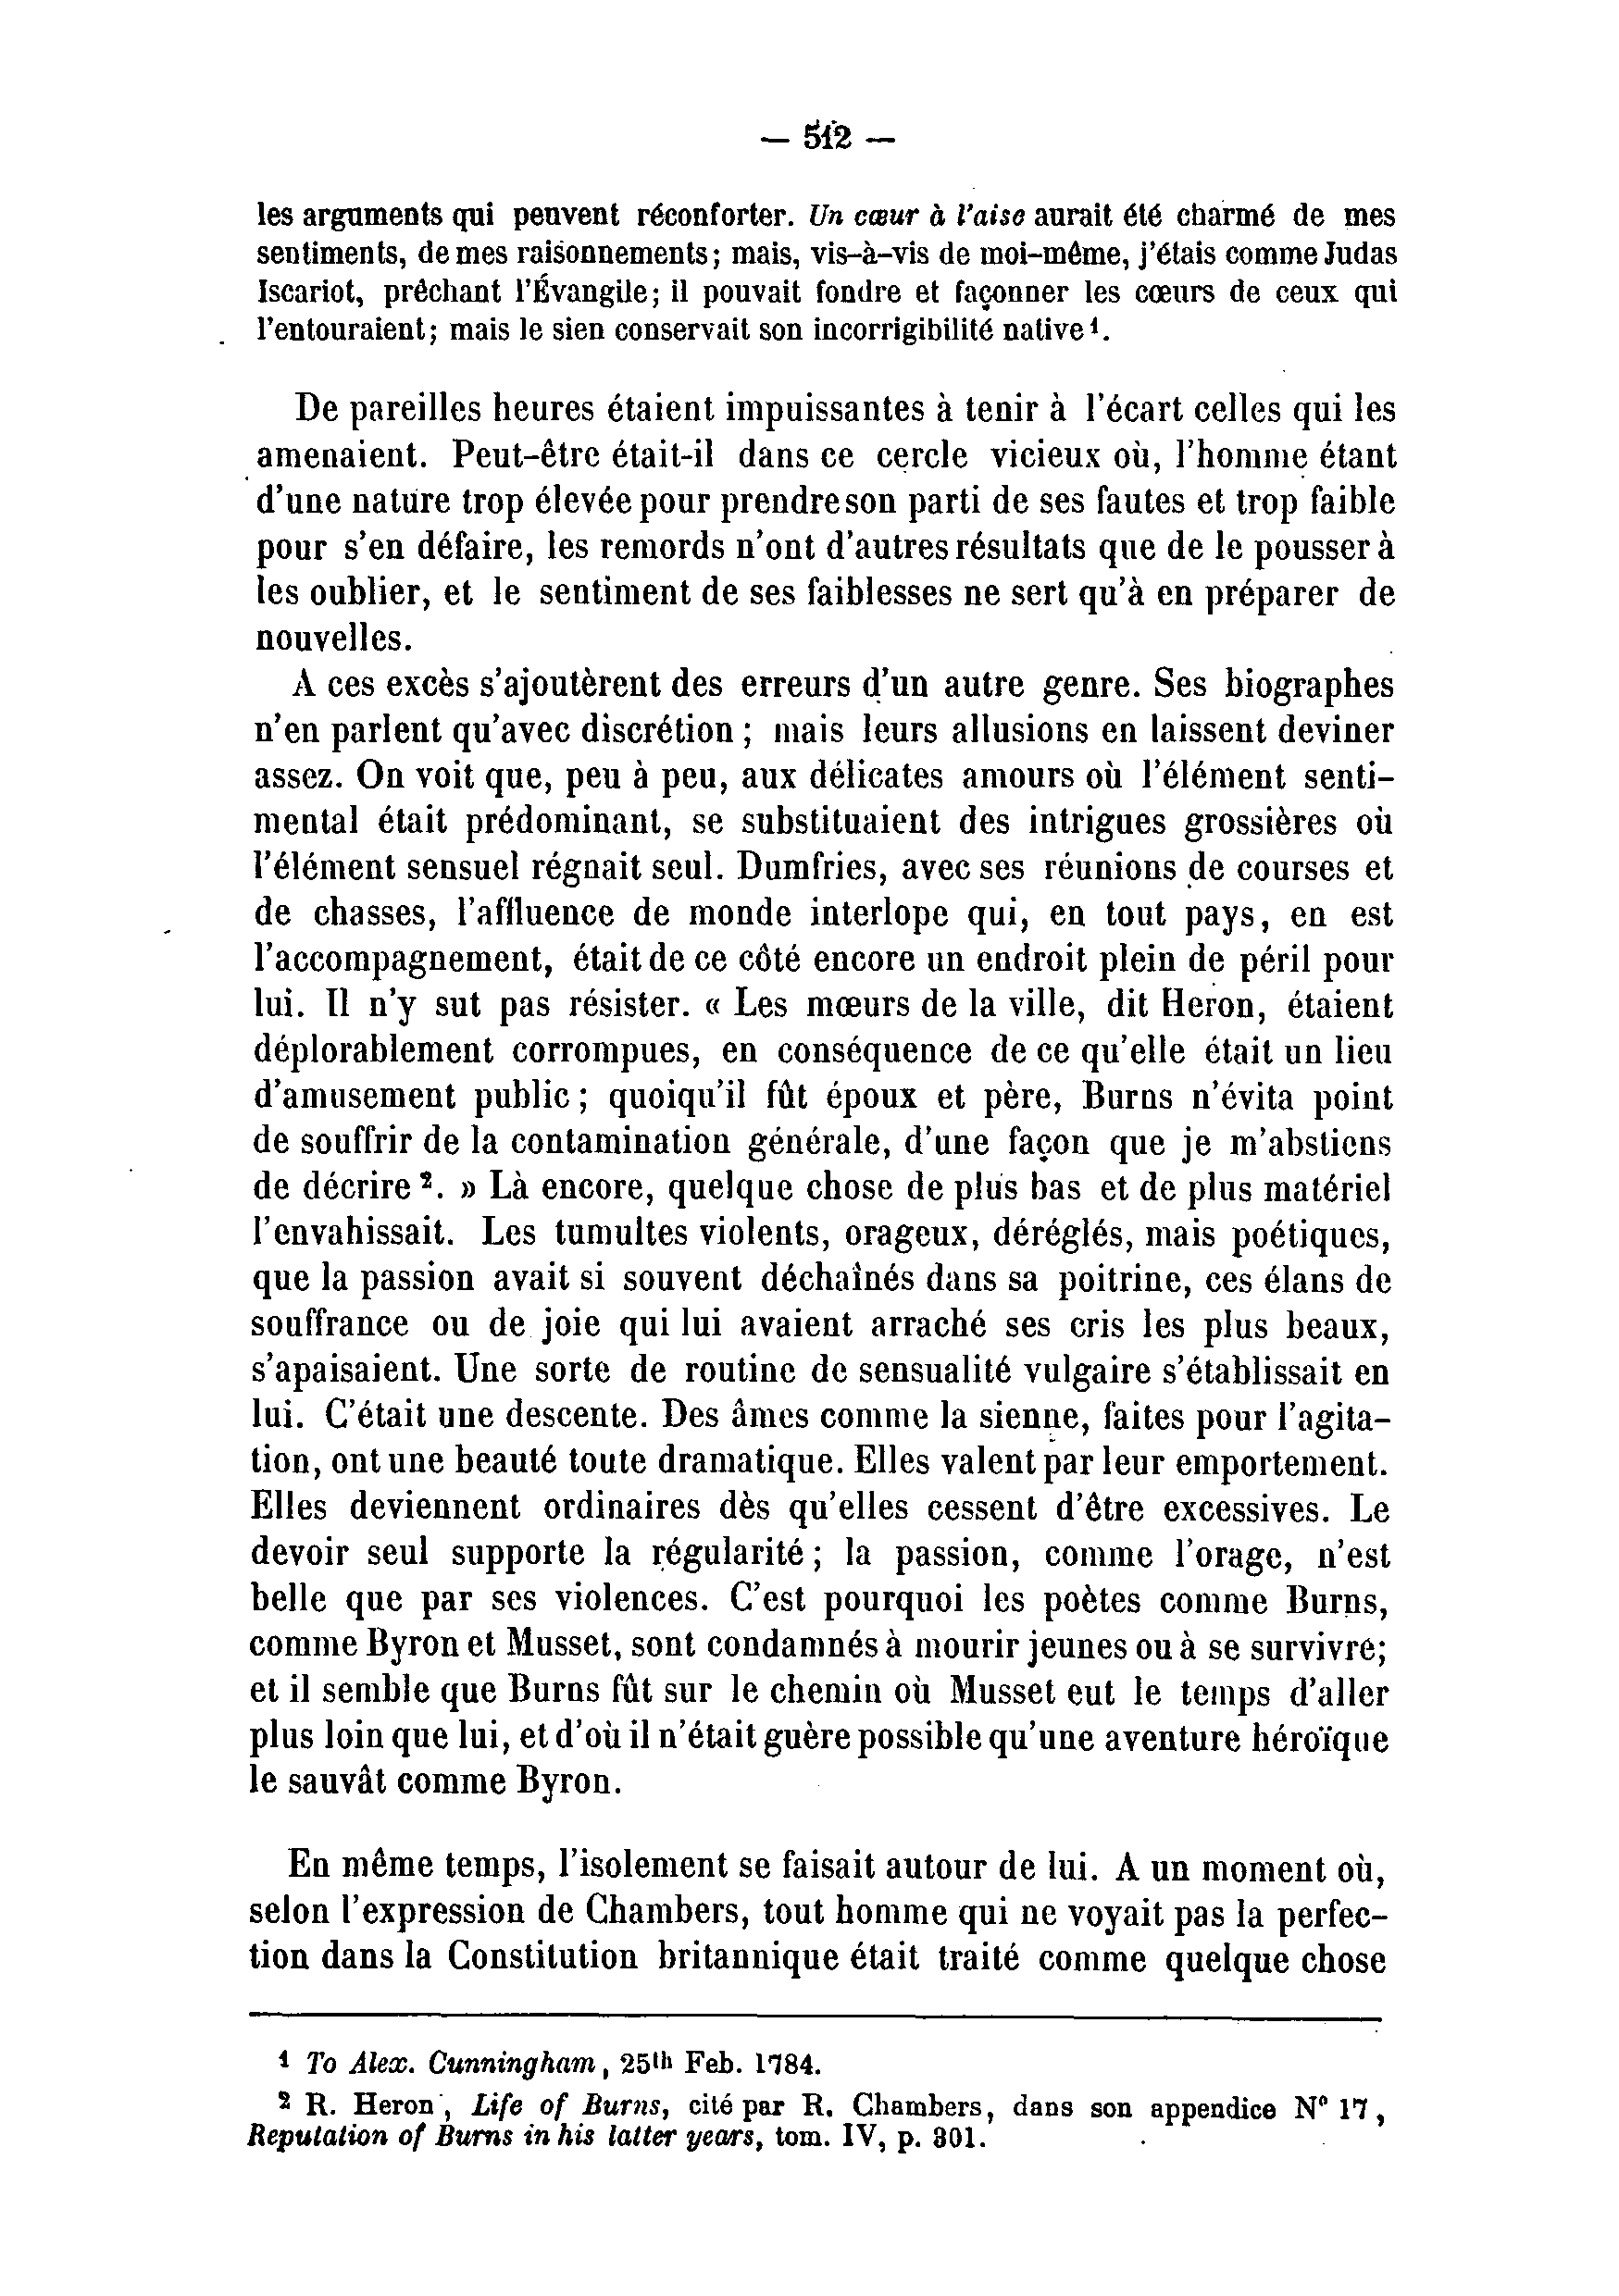 — 512 —
les arguments qui peuvent réconforter. Un cœur à l'aise aurait été charmé de mes
sentiments, de mes raisonnements; mais, vis-à-vis de moi-même, j'étais comme Judas
Iscariot, prêchant l'Évangile; il pouvait fondre et façonner les cœurs de ceux qui
l'entouraient; mais le sien conservait son incorrigibilité native¹.
De pareilles heures étaient impuissantes à tenir à l'écart celles qui les
amenaient. Peut-être était-il dans ce cercle vicieux où, l'homme étant
d'une nature trop élevée pour prendre son parti de ses fautes et trop faible
pour s'en défaire, les remords n'ont d'autres résultats que de le pousser à
les oublier, et le sentiment de ses faiblesses ne sert qu'à en préparer de
nouvelles.
A ces excès s'ajoutèrent des erreurs d'un autre genre. Ses biographes
n'en parlent qu'avec discrétion ; mais leurs allusions en laissent deviner
assez. On voit que, peu à peu, aux délicates amours où l'élément senti-
mental était prédominant, se substituaient des intrigues grossières où
l'élément sensuel régnait seul. Dumfries, avec ses réunions de courses et
de chasses, l'affluence de monde interlope qui, en tout pays, en est
l'accompagnement, était de ce côté encore un endroit plein de péril pour
lui. Il n'y sut pas résister. « Les mœurs de la ville, dit Heron, étaient
déplorablement corrompues, en conséquence de ce qu'elle était un lieu
d'amusement public ; quoiqu'il fût époux et père, Burns n'évita point
de souffrir de la contamination générale, d'une façon que je m'abstiens
de décrire ². » Là encore, quelque chose de plus bas et de plus matériel
l'envahissait. Les tumultes violents, orageux, déréglés, mais poétiques,
que la passion avait si souvent déchaînés dans sa poitrine, ces élans de
souffrance ou de joie qui lui avaient arraché ses cris les plus beaux,
s'apaisaient. Une sorte de routine de sensualité vulgaire s'établissait en
lui. C'était une descente. Des âmes comme la sienne, faites pour l'agita-
tion, ont une beauté toute dramatique. Elles valent par leur emportement.
Elles deviennent ordinaires dès qu'elles cessent d'être excessives. Le
devoir seul supporte la régularité ; la passion, comme l'orage, n'est
belle que par ses violences. C'est pourquoi les poètes comme Burns,
comme Byron et Musset, sont condamnés à mourir jeunes ou à se survivre;
et il semble que Burns fût sur le chemin où Musset eut le temps d'aller
plus loin que lui, et d'où il n'était guère possible qu'une aventure héroïque
le sauvât comme Byron.
En même temps, l'isolement se faisait autour de lui. A un moment où,
selon l'expression de Chambers, tout homme qui ne voyait pas la perfec-
tion dans la Constitution britannique était traité comme quelque chose
¹ To Alex. Cunningham, 25th Feb. 1784.
² R. Heron, Life of Burns, cité par R. Chambers, dans son appendice N° 17,
Reputation of Burns in his latter years, tom. IV, p. 301.